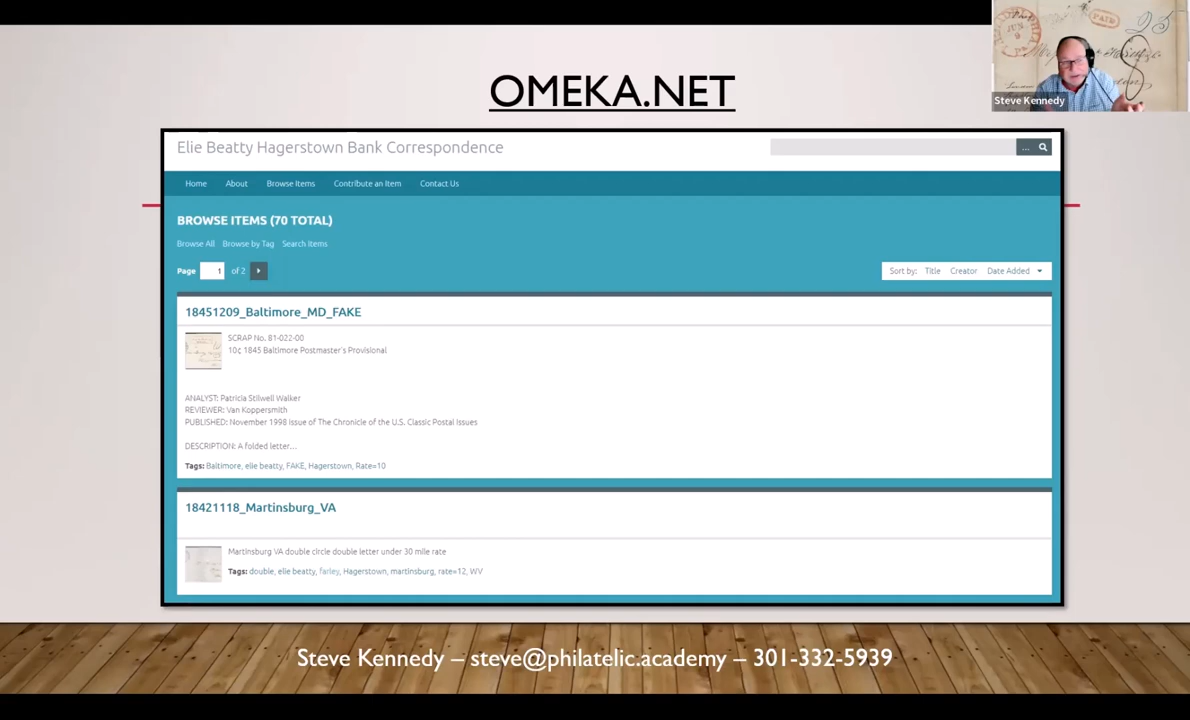 OMEKA.NET
Steve Kennedy
PAID
Elie Beatty Hagerstown Bank Correspondence
...
Home About Browse Items Contribute an Item Contact Us
BROWSE ITEMS (70 TOTAL)
Browse All Browse by Tag Search Items
Page 1 of 2
Sort by: Title Creator Date Added
18451209_Baltimore_MD_FAKE
SCRAP No. 81-022-00
10¢ 1845 Baltimore Postmaster's Provisional
ANALYST: Patricia Stilwell Walker
REVIEWER: Van Koppersmith
PUBLISHED: November 1998 issue of The Chronicle of the U.S. Classic Postal Issues
DESCRIPTION: A folded letter...
Tags: Baltimore, elie beatty, FAKE, Hagerstown, Rate=10
18421118_Martinsburg_VA
Martinsburg VA double circle double letter under 30 mile rate
Tags: double, elie beatty, farley, Hagerstown, martinsburg, rate=12, WV
Steve Kennedy – steve@philatelic.academy – 301-332-5939